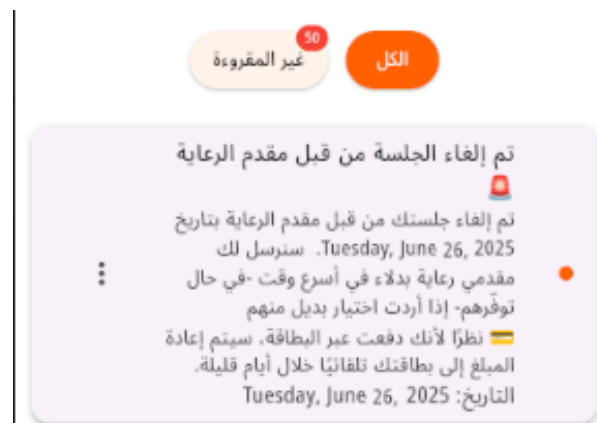 الكل
غير المقروءة
50
تم إلغاء الجلسة من قبل مقدم الرعاية
🚨
تم إلغاء جلستك من قبل مقدم الرعاية بتاريخ
Tuesday, June 26, 2025. سنرسل لك
مقدمي رعاية بدلاء في أسرع وقت -في حال
توفّرهم- إذا أردت اختيار بديل منهم
💳 نظرًا لأنك دفعت عبر البطاقة، سيتم إعادة
المبلغ إلى بطاقتك تلقائيًا خلال أيام قليلة.
التاريخ: Tuesday, June 26, 2025